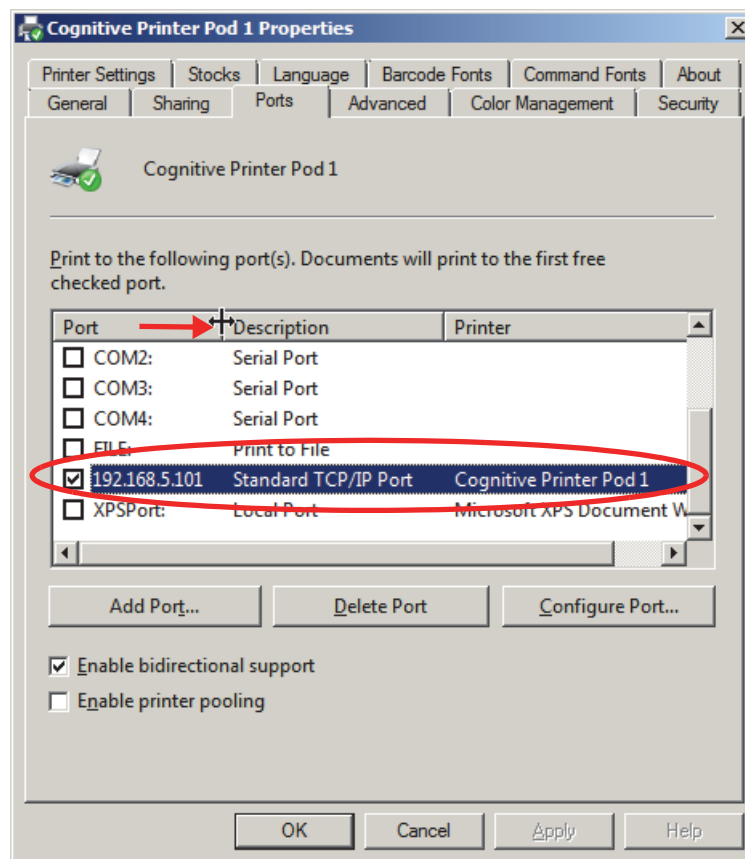 Cognitive Printer Pod 1 Properties
Printer Settings Stocks Language Barcode Fonts Command Fonts About
General Sharing Ports Advanced Color Management Security
Cognitive Printer Pod 1
Print to the following port(s). Documents will print to the first free
checked port.
Port Description Printer
COM2: Serial Port
COM3: Serial Port
COM4: Serial Port
FILE: Print to File
192.168.5.101 Standard TCP/IP Port Cognitive Printer Pod 1
XPSPort: Local Port Microsoft XPS Document W
Add Port... Delete Port Configure Port...
Enable bidirectional support
Enable printer pooling
OK Cancel Apply Help